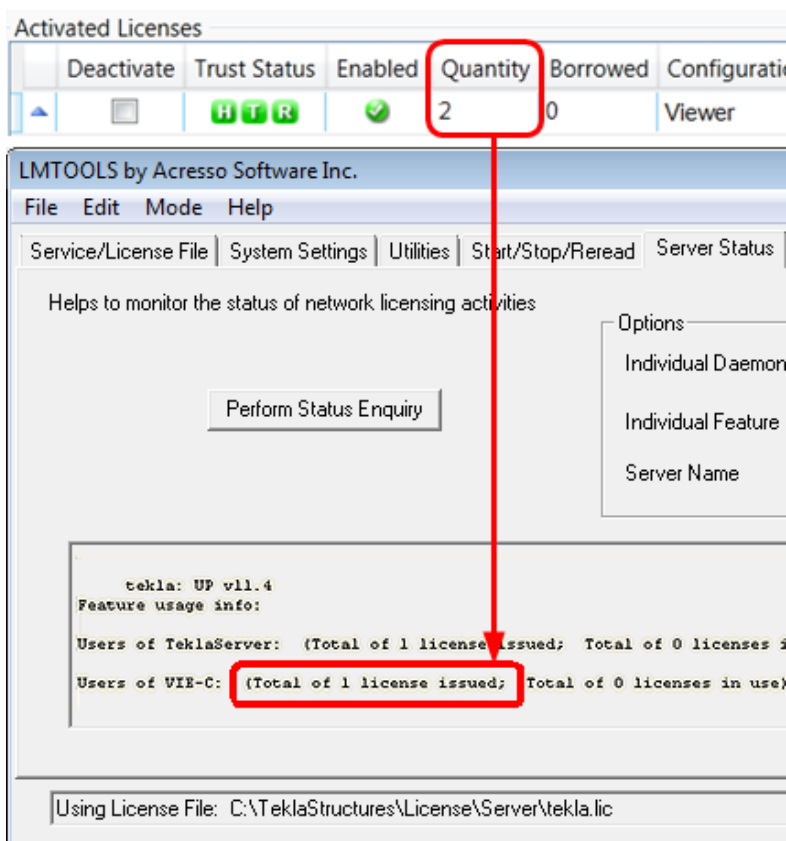 Activated Licenses
Deactivate Trust Status Enabled Quantity Borrowed Configurati
H T R 2 0 Viewer
LMTOOLS by Acresso Software Inc.
File Edit Mode Help
Service/License File System Settings Utilities Start/Stop/Reread Server Status
Helps to monitor the status of network licensing activities
Options
Individual Daemon
Perform Status Enquiry
Individual Feature
Server Name
tekla: UP v11.4
Feature usage info:
Users of TeklaServer: (Total of 1 license issued; Total of 0 licenses i
Users of VIE-C: (Total of 1 license issued; Total of 0 licenses in use)
Using License File: C:\TeklaStructures\License\Server\tekla.lic